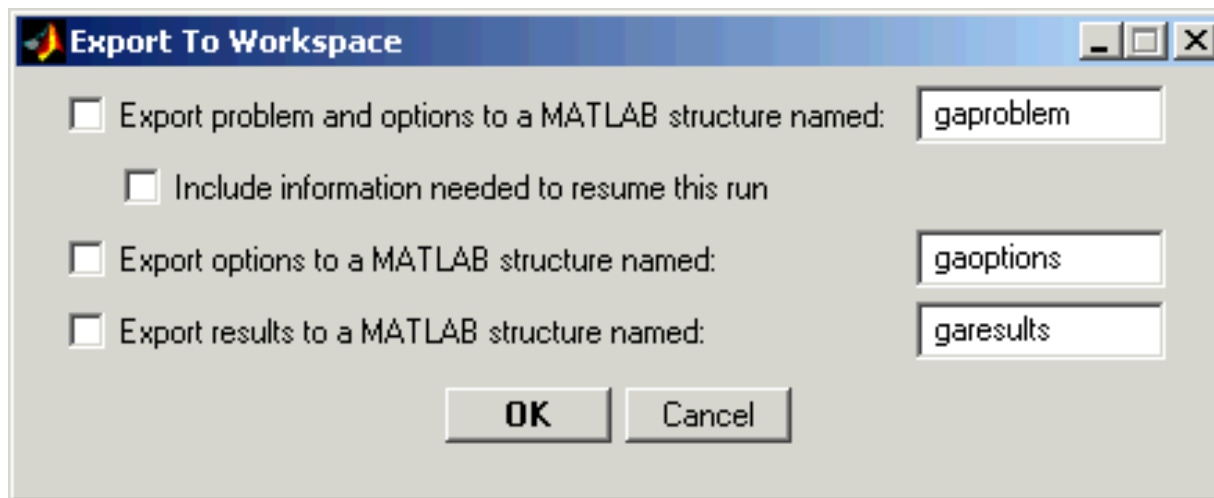 Export To Workspace
Export problem and options to a MATLAB structure named: gaproblem
Include information needed to resume this run
Export options to a MATLAB structure named: gaoptions
Export results to a MATLAB structure named: garesults
OK Cancel